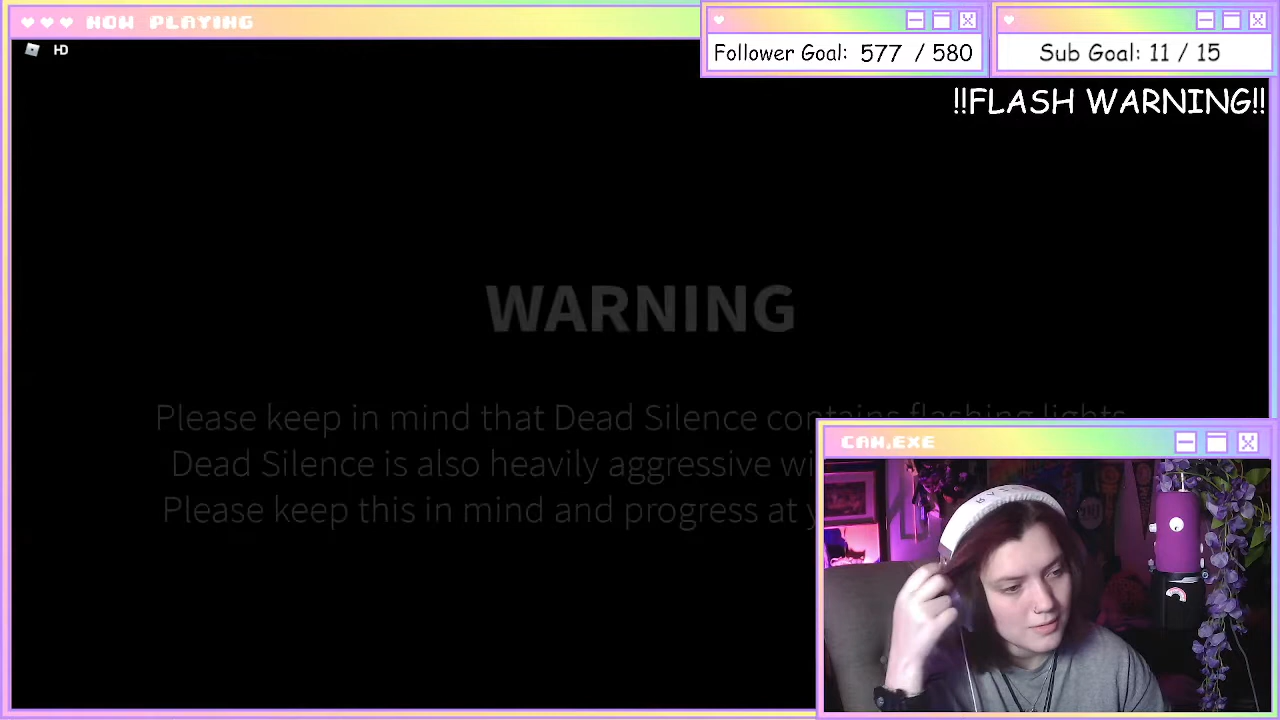 NOW PLAYING
HD
Follower Goal: 577 / 580
Sub Goal: 11 / 15
!!FLASH WARNING!!
WARNING
Please keep in mind that Dead Silence contains flashing lights
Dead Silence is also heavily aggressive
Please keep this in mind and progress at
CAM.EXE